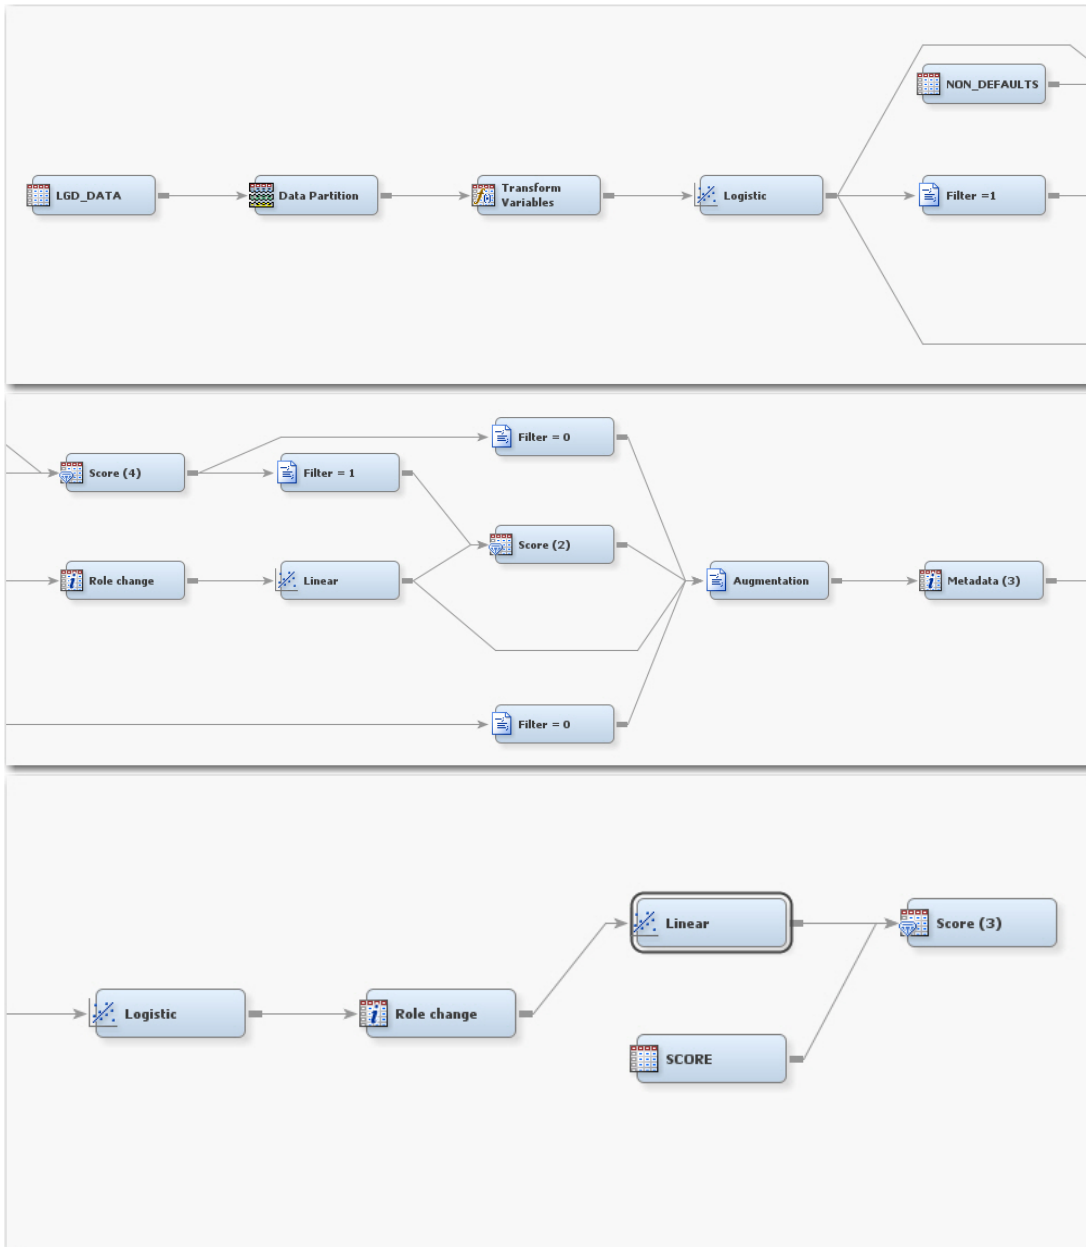 NON_DEFAULTS
LGD_DATA
Data Partition
Transform
Variables
Logistic
Filter =1
Filter = 0
Score (4)
Filter = 1
Score (2)
Role change
Linear
Augmentation
Metadata (3)
Filter = 0
Linear
Score (3)
Logistic
Role change
SCORE